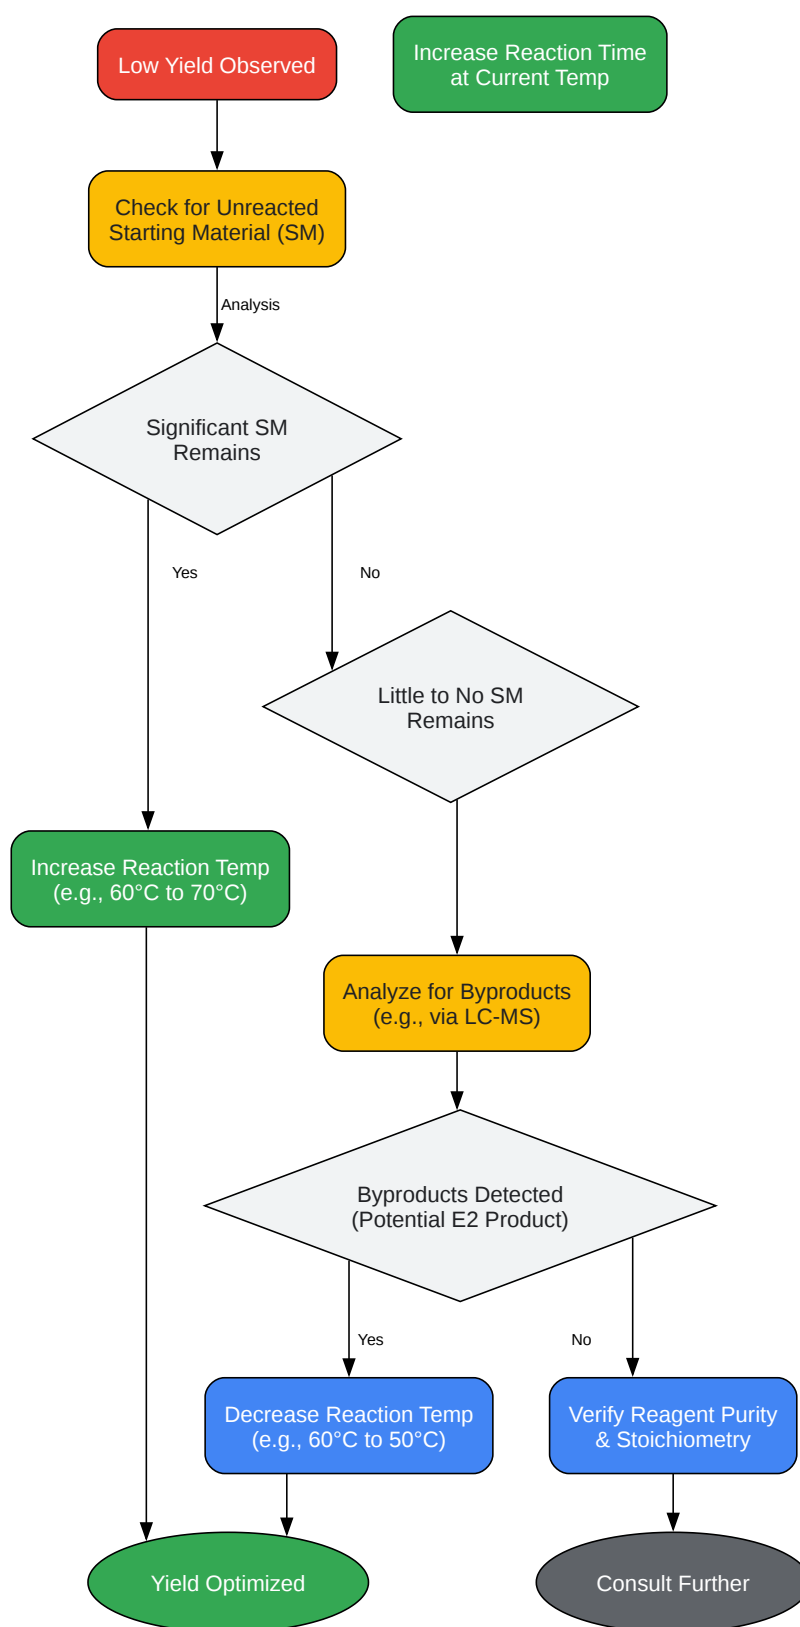 Low Yield Observed
Increase Reaction Time
at Current Temp
Check for Unreacted
Starting Material (SM)
Analysis
Significant SM
Remains
Yes
No
Little to No SM
Remains
Increase Reaction Temp
(e.g., 60°C to 70°C)
Analyze for Byproducts
(e.g., via LC-MS)
Byproducts Detected
(Potential E2 Product)
Yes
No
Decrease Reaction Temp
(e.g., 60°C to 50°C)
Verify Reagent Purity
& Stoichiometry
Yield Optimized
Consult Further